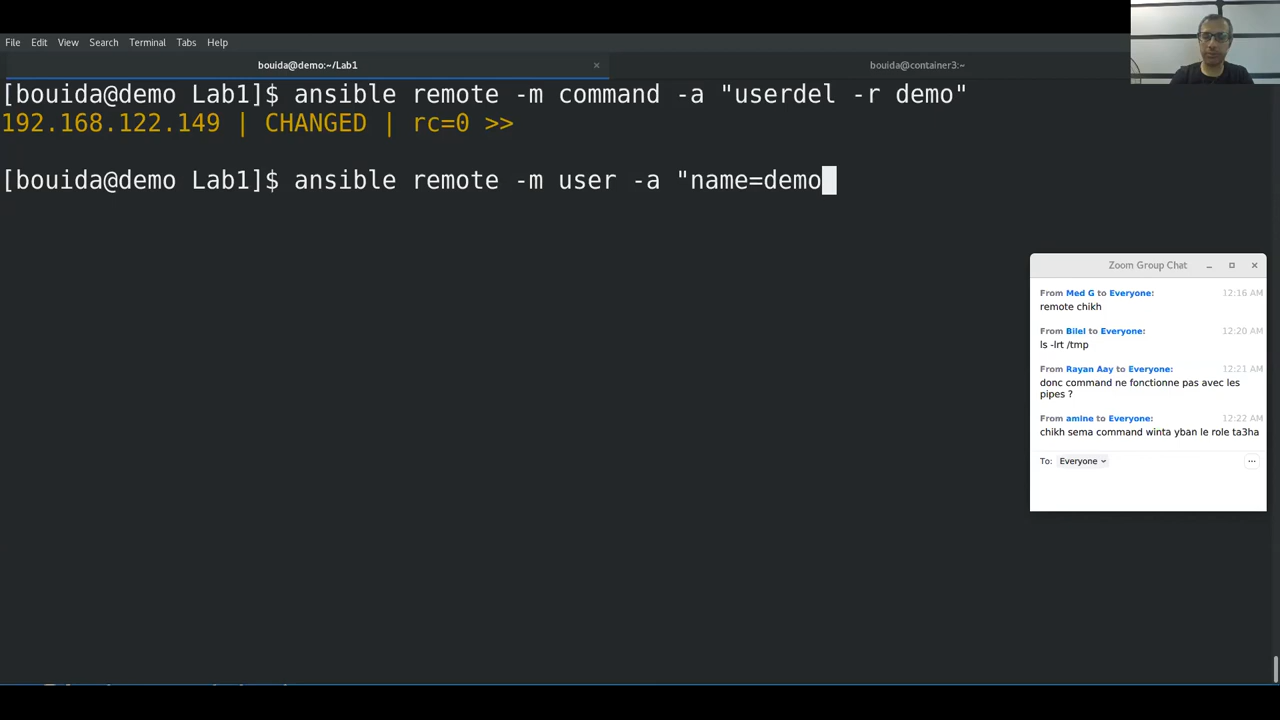 File Edit View Search Terminal Tabs Help
bouida@demo:~/Lab1 × bouida@container3:~
[bouida@demo Lab1]$ ansible remote -m command -a "userdel -r demo"
192.168.122.149 | CHANGED | rc=0 >>
[bouida@demo Lab1]$ ansible remote -m user -a "name=demo
Zoom Group Chat
From Med G to Everyone: 12:16 AM
remote chikh
From Bilel to Everyone: 12:20 AM
ls -lrt /tmp
From Rayan Aay to Everyone: 12:21 AM
donc command ne fonctionne pas avec les
pipes ?
From amine to Everyone: 12:22 AM
chikh sema command winta yban le role ta3ha
To: Everyone